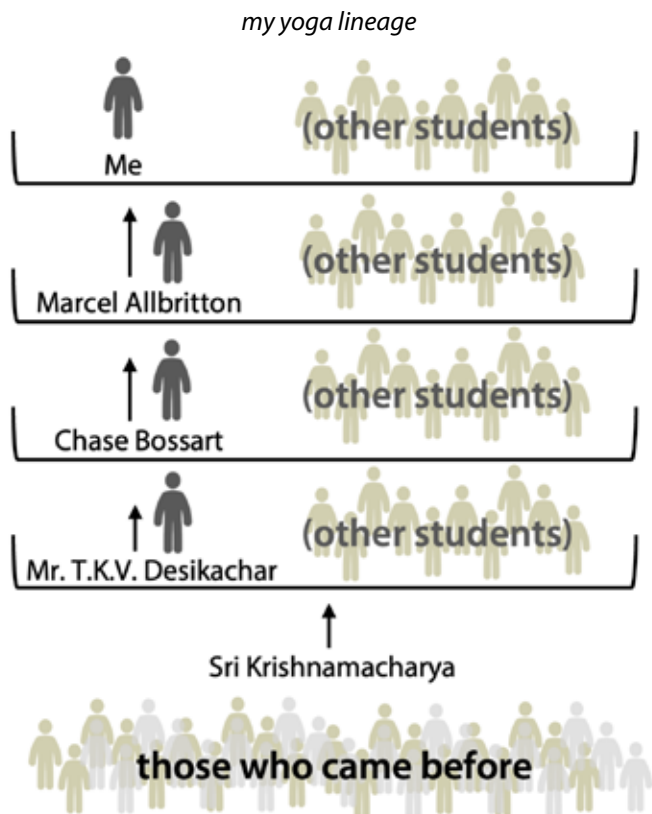 my yoga lineage
(other students)
Me
(other students)
Marcel Allbritton
(other students)
Chase Bossart
(other students)
Mr. T.K.V. Desikachar
Sri Krishnamacharya
those who came before